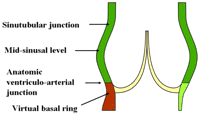 Sinutubular junction
Mid-sinusal level
Anatomic
ventriculo-arterial
junction
Virtual basal ring